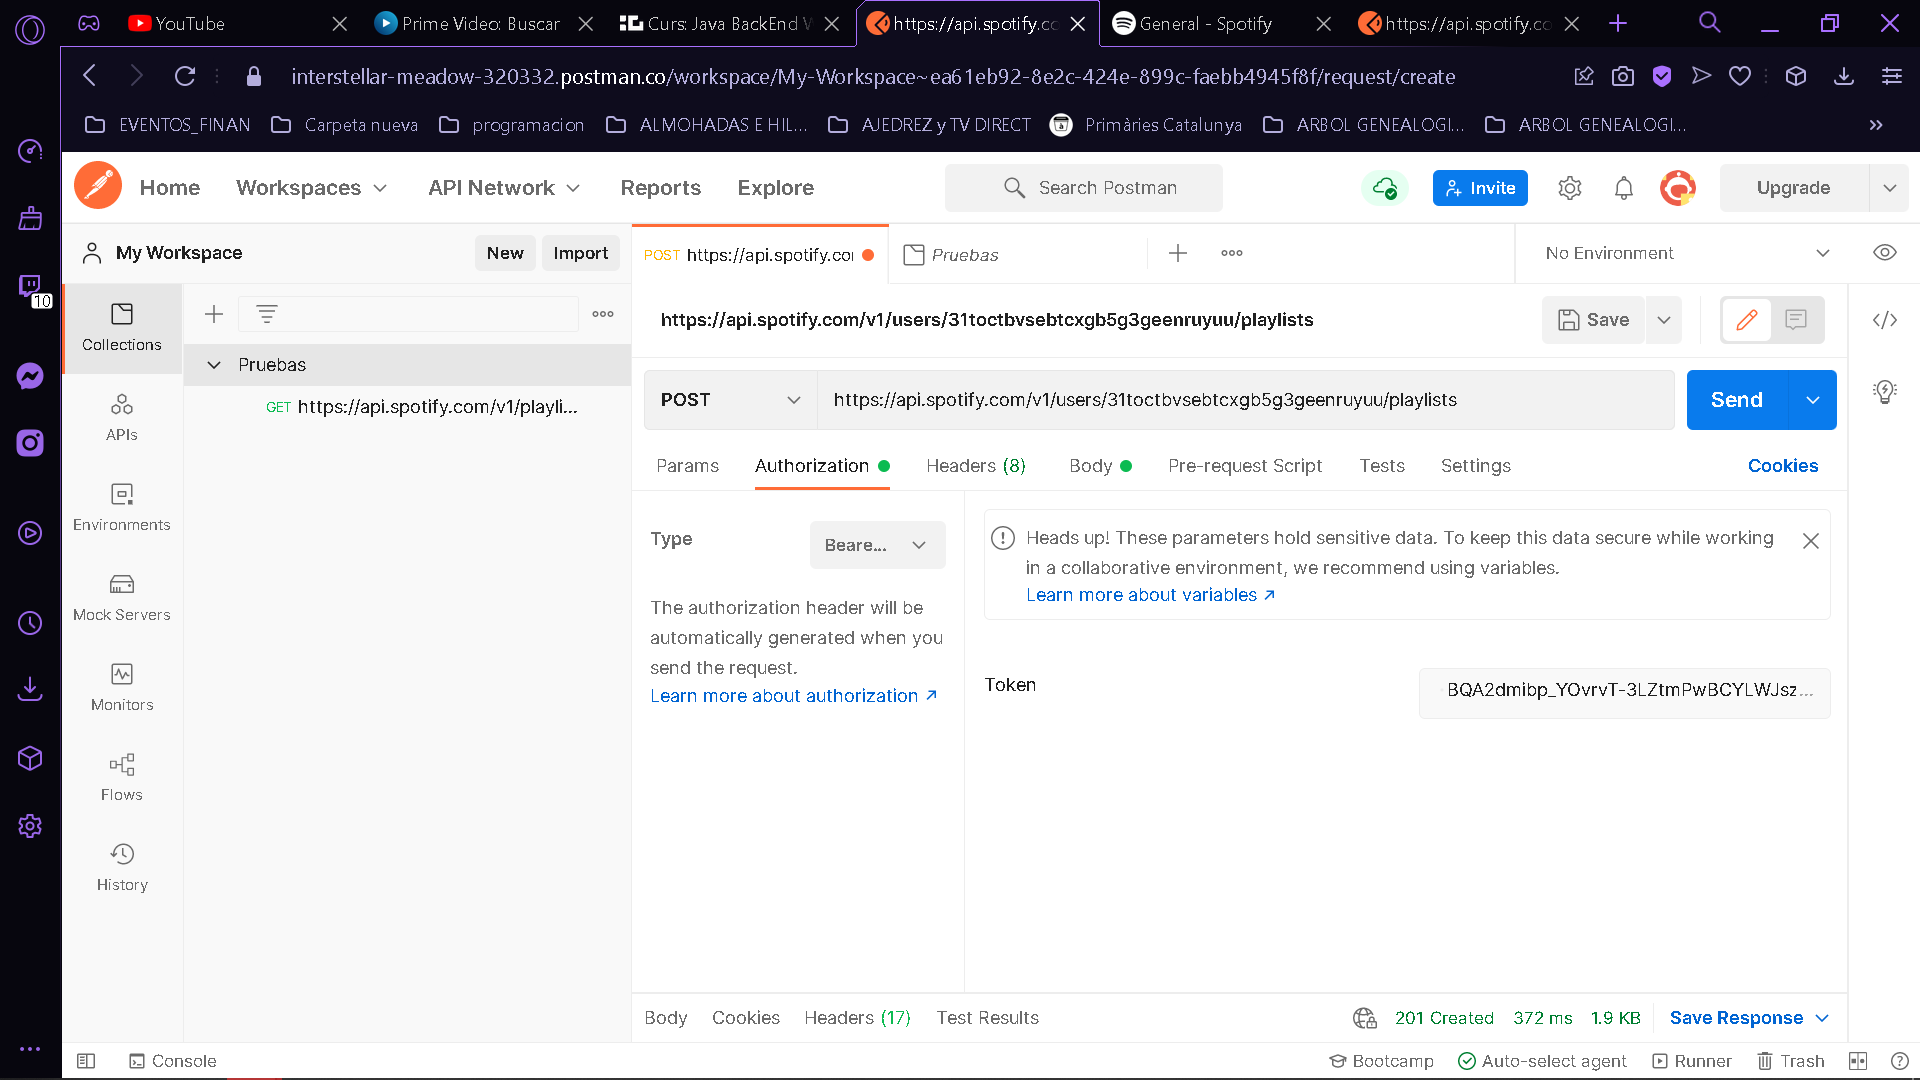 YouTube
Prime Video: Buscar
Curs: Java BackEnd W
https://api.spotify.co
General - Spotify
https://api.spotify.co
interstellar-meadow-320332.postman.co/workspace/My-Workspace~ea61eb92-8e2c-424e-899c-faebb4945f8f/request/create
EVENTOS_FINAN
Carpeta nueva
programacion
ALMOHADAS E HIL...
AJEDREZ y TV DIRECT
Primàries Catalunya
ARBOL GENEALOGI...
ARBOL GENEALOGI...
10
Home
Workspaces
API Network
Reports
Explore
Search Postman
Invite
Upgrade
My Workspace
New
Import
POST https://api.spotify.co
Pruebas
No Environment
Collections
APIs
Environments
Mock Servers
Monitors
Flows
History
Pruebas
GET https://api.spotify.com/v1/playli...
https://api.spotify.com/v1/users/31toctbvsebtcxgb5g3geenruyuu/playlists
Save
POST
https://api.spotify.com/v1/users/31toctbvsebtcxgb5g3geenruyuu/playlists
Send
Params
Authorization
Headers (8)
Body
Pre-request Script
Tests
Settings
Cookies
Type
Beare...
The authorization header will be
automatically generated when you
send the request.
Learn more about authorization ↗
Heads up! These parameters hold sensitive data. To keep this data secure while working
in a collaborative environment, we recommend using variables.
Learn more about variables ↗
Token
BQA2dmibp_YOvrvT-3LZtmPwBCYLWJsz...
Body
Cookies
Headers (17)
Test Results
201 Created
372 ms
1.9 KB
Save Response
Console
Bootcamp
Auto-select agent
Runner
Trash